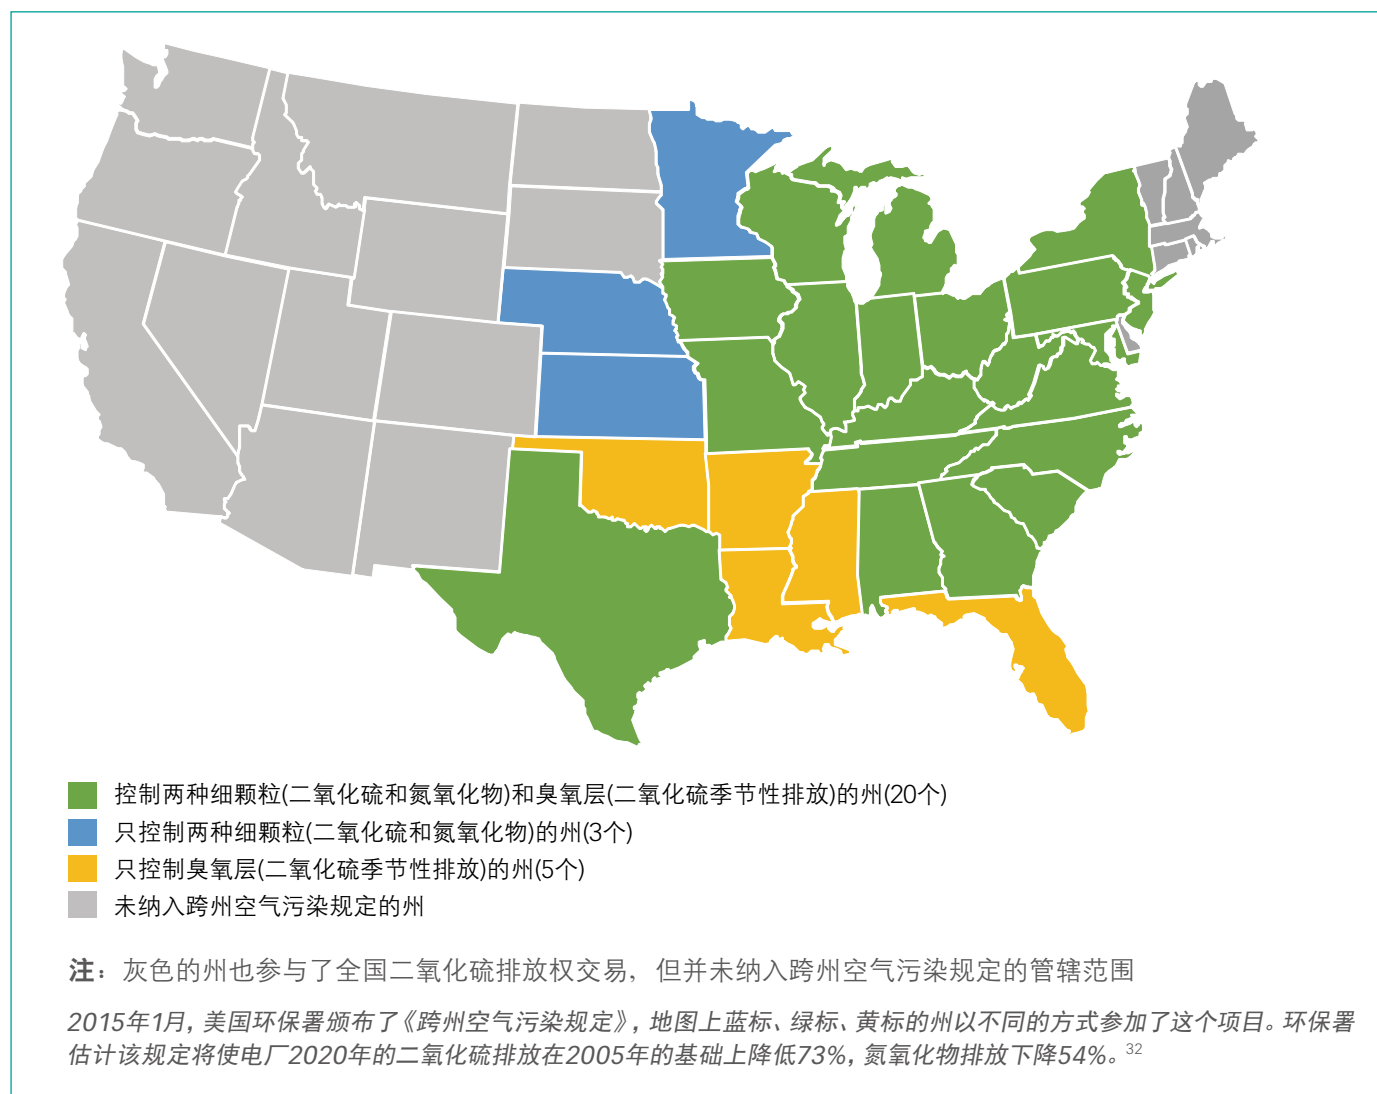 控制两种细颗粒(二氧化硫和氮氧化物)和臭氧层(二氧化硫季节性排放)的州(20个)
只控制两种细颗粒(二氧化硫和氮氧化物)的州(3个)
只控制臭氧层(二氧化硫季节性排放)的州(5个)
未纳入跨州空气污染规定的州
注：灰色的州也参与了全国二氧化硫排放权交易，但并未纳入跨州空气污染规定的管辖范围
2015年1月，美国环保署颁布了《跨州空气污染规定》，地图上蓝标、绿标、黄标的州以不同的方式参加了这个项目。环保署
估计该规定将使电厂2020年的二氧化硫排放在2005年的基础上降低73%，氮氧化物排放下降54%。32